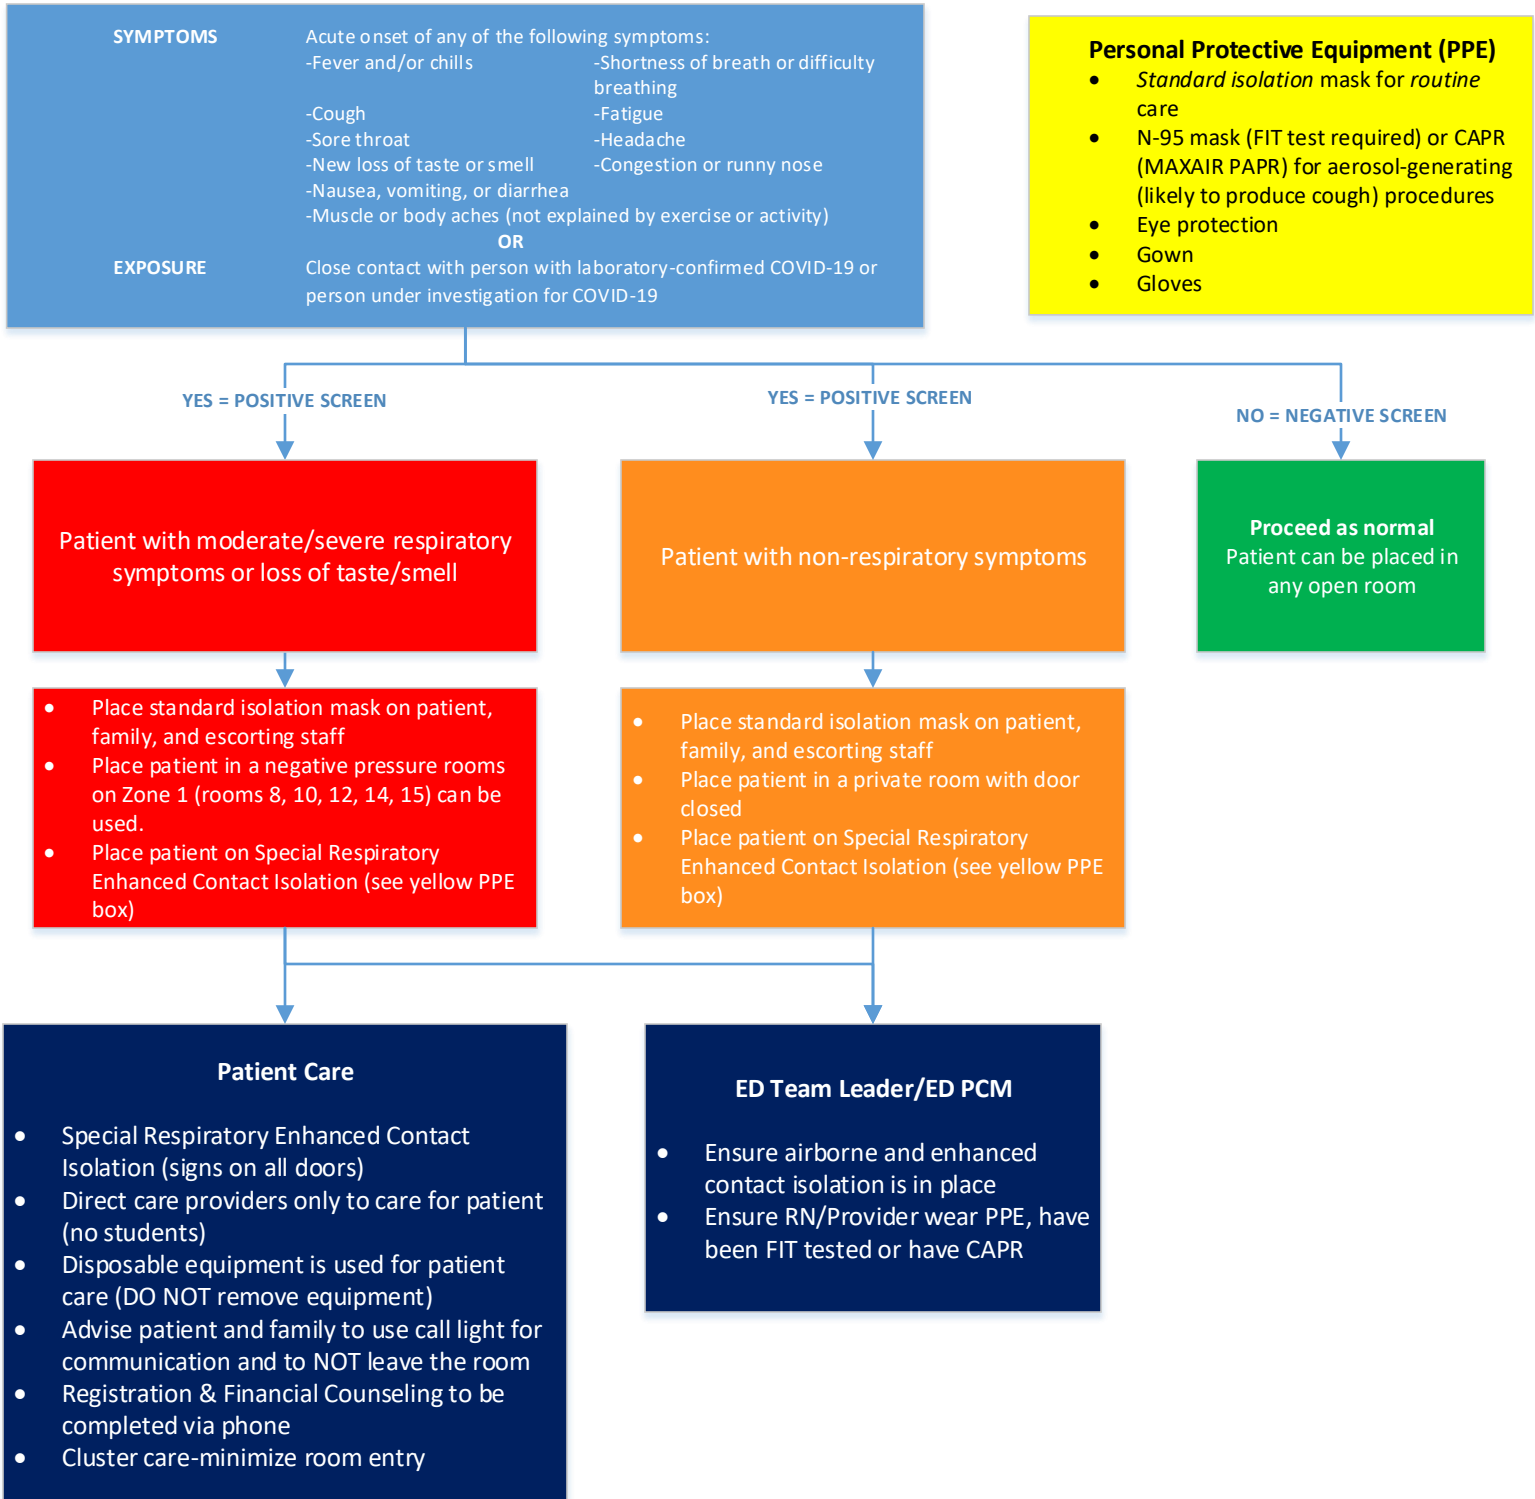 SYMPTOMS Acute onset of any of the following symptoms:
-Fever and/or chills -Shortness of breath or difficulty
breathing
-Cough -Fatigue
-Sore throat -Headache
-New loss of taste or smell -Congestion or runny nose
-Nausea, vomiting, or diarrhea
-Muscle or body aches (not explained by exercise or activity)
OR
EXPOSURE Close contact with person with laboratory-confirmed COVID-19 or
person under investigation for COVID-19
Personal Protective Equipment (PPE)
• Standard isolation mask for routine
care
• N-95 mask (FIT test required) or CAPR
(MAXAIR PAPR) for aerosol-generating
(likely to produce cough) procedures
• Eye protection
• Gown
• Gloves
YES = POSITIVE SCREEN
YES = POSITIVE SCREEN
NO = NEGATIVE SCREEN
Patient with moderate/severe respiratory
symptoms or loss of taste/smell
Patient with non-respiratory symptoms
Proceed as normal
Patient can be placed in
any open room
• Place standard isolation mask on patient,
family, and escorting staff
• Place patient in a negative pressure rooms
on Zone 1 (rooms 8, 10, 12, 14, 15) can be
used.
• Place patient on Special Respiratory
Enhanced Contact Isolation (see yellow PPE
box)
• Place standard isolation mask on patient,
family, and escorting staff
• Place patient in a private room with door
closed
• Place patient on Special Respiratory
Enhanced Contact Isolation (see yellow PPE
box)
Patient Care
• Special Respiratory Enhanced Contact
Isolation (signs on all doors)
• Direct care providers only to care for patient
(no students)
• Disposable equipment is used for patient
care (DO NOT remove equipment)
• Advise patient and family to use call light for
communication and to NOT leave the room
• Registration & Financial Counseling to be
completed via phone
• Cluster care-minimize room entry
ED Team Leader/ED PCM
• Ensure airborne and enhanced
contact isolation is in place
• Ensure RN/Provider wear PPE, have
been FIT tested or have CAPR